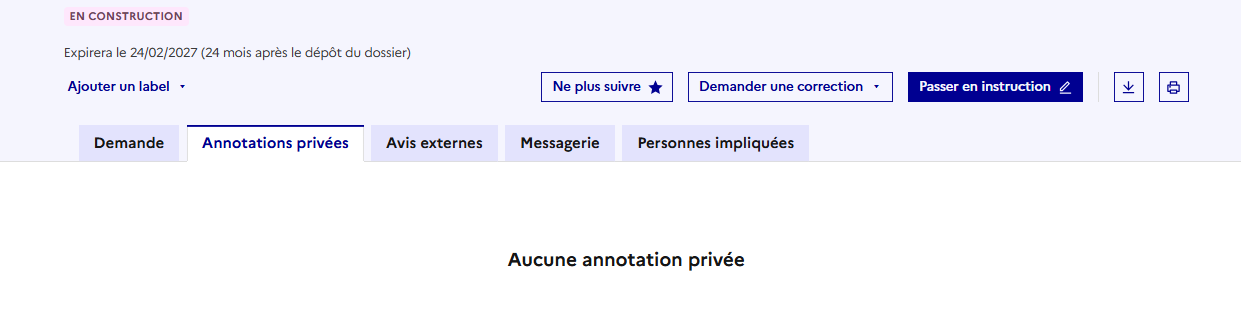 EN CONSTRUCTION
Expirera le 24/02/2027 (24 mois après le dépôt du dossier)
Ajouter un label
Ne plus suivre
Demander une correction
Passer en instruction
Demande
Annotations privées
Avis externes
Messagerie
Personnes impliquées
Aucune annotation privée